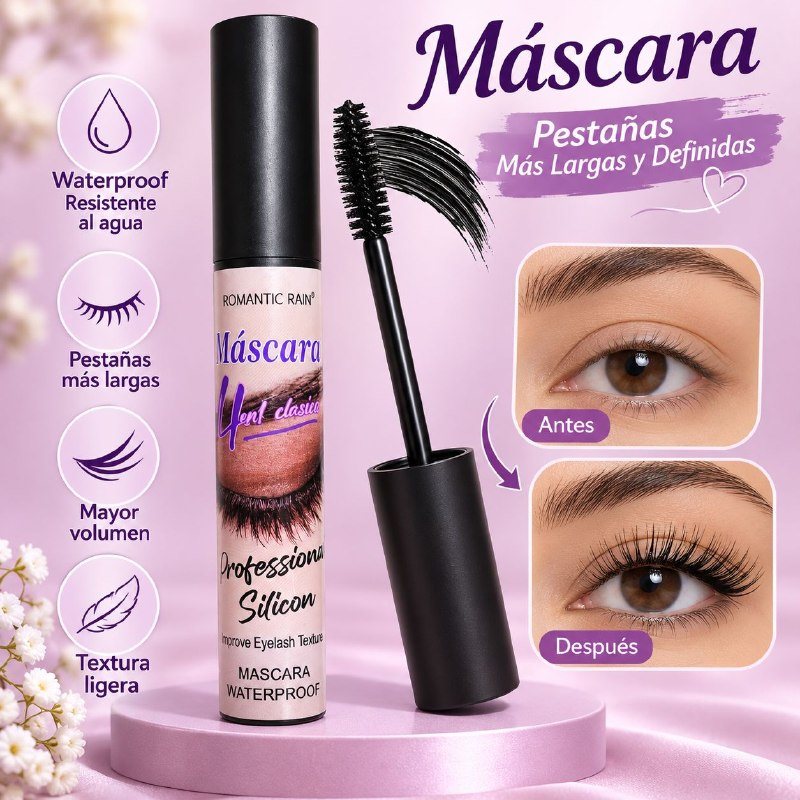 Máscara
Pestañas
Más Largas y Definidas
Waterproof
Resistente
al agua
Pestañas
más largas
Mayor
volumen
Textura
ligera
ROMANTIC RAIN®
Máscara
4en1 clasica
Professional
Silicon
Improve Eyelash Texture
MASCARA
WATERPROOF
Antes
Después